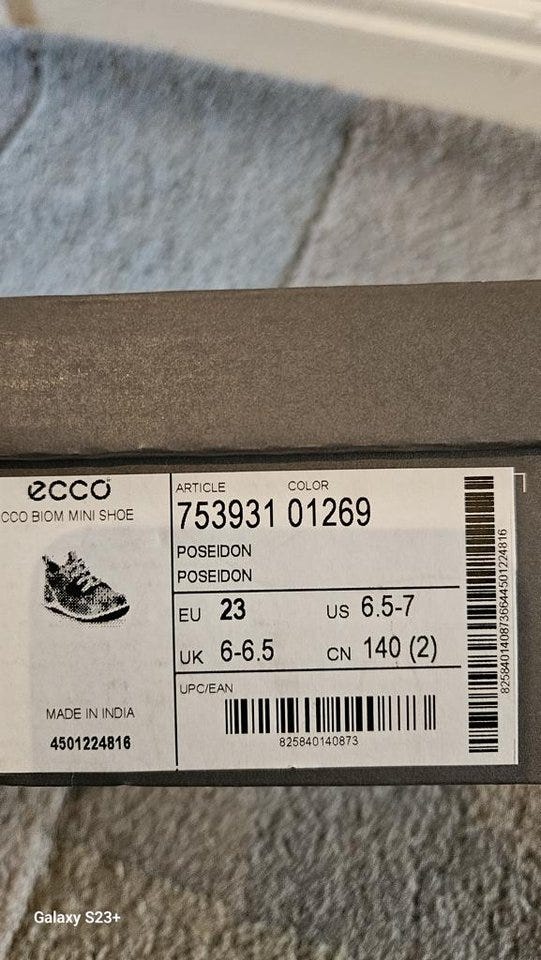 ecco
CCO BIOM MINI SHOE
MADE IN INDIA
4501224816
ARTICLE COLOR
753931 01269
POSEIDON
POSEIDON
EU 23 US 6.5-7
UK 6-6.5 CN 140 (2)
UPC/EAN
825840140873
8258401408736644501224816
Galaxy S23+